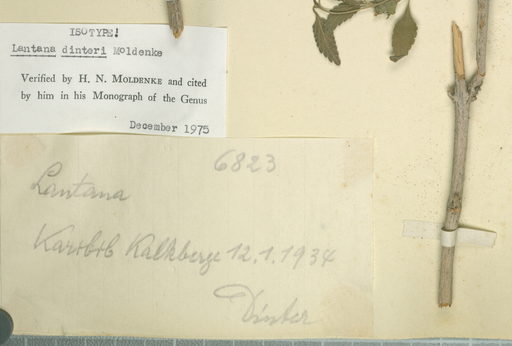 ISOTYPE!
Lantana dinteri Moldenke
Verified by H. N. MOLDENKE and cited
by him in his Monograph of the Genus
December 1975
6823
Lantana
Karibib Kalkberge 12.1.1934
Dinter